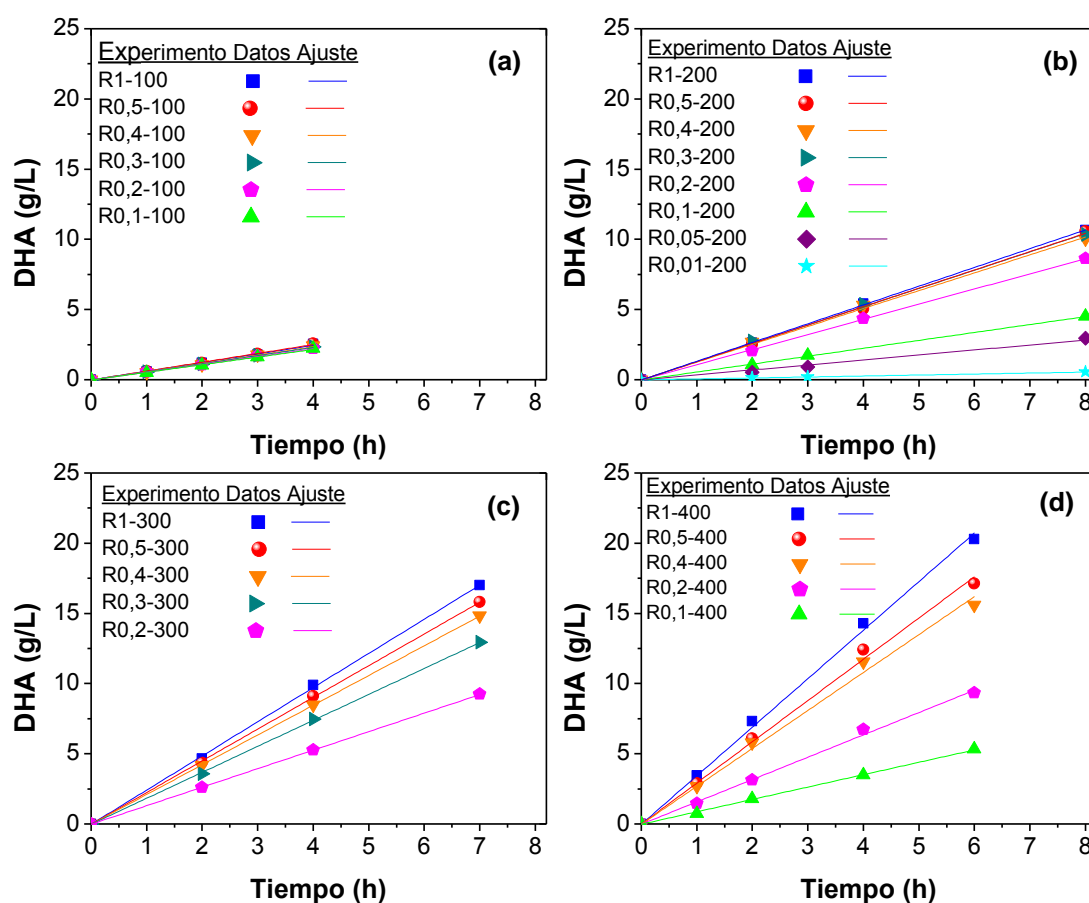 25
20
15
10
5
0
DHA (g/L)
Experimento Datos Ajuste
R1-100
R0,5-100
R0,4-100
R0,3-100
R0,2-100
R0,1-100
(a)
0 1 2 3 4 5 6 7 8
Tiempo (h)
25
20
15
10
5
0
DHA (g/L)
Experimento Datos Ajuste
R1-200
R0,5-200
R0,4-200
R0,3-200
R0,2-200
R0,1-200
R0,05-200
R0,01-200
(b)
0 1 2 3 4 5 6 7 8
Tiempo (h)
25
20
15
10
5
0
DHA (g/L)
Experimento Datos Ajuste
R1-300
R0,5-300
R0,4-300
R0,3-300
R0,2-300
(c)
0 1 2 3 4 5 6 7 8
Tiempo (h)
25
20
15
10
5
0
DHA (g/L)
Experimento Datos Ajuste
R1-400
R0,5-400
R0,4-400
R0,2-400
R0,1-400
(d)
0 1 2 3 4 5 6 7 8
Tiempo (h)